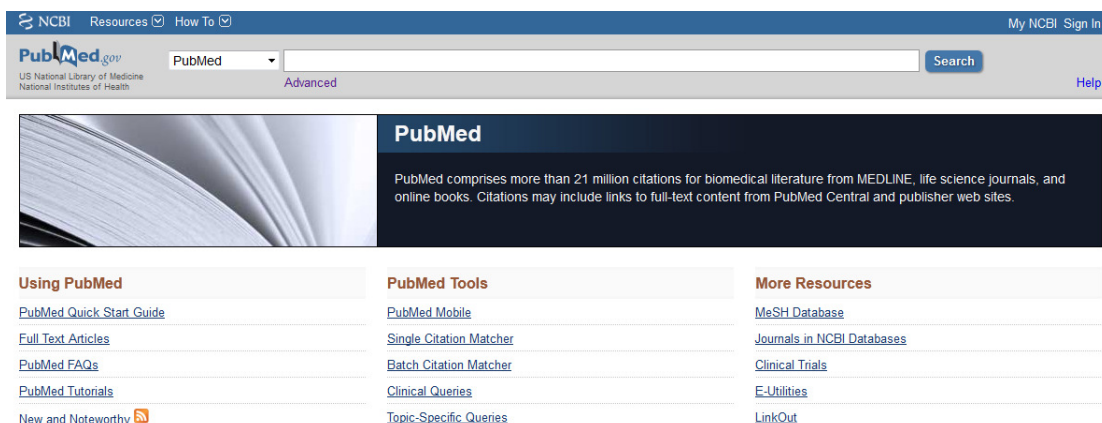 NCBI Resources How To My NCBI Sign In
PubMed.gov PubMed Search
US National Library of Medicine
National Institutes of Health
Advanced Help
PubMed
PubMed comprises more than 21 million citations for biomedical literature from MEDLINE, life science journals, and
online books. Citations may include links to full-text content from PubMed Central and publisher web sites.
Using PubMed
PubMed Quick Start Guide
Full Text Articles
PubMed FAQs
PubMed Tutorials
New and Noteworthy
PubMed Tools
PubMed Mobile
Single Citation Matcher
Batch Citation Matcher
Clinical Queries
Topic-Specific Queries
More Resources
MeSH Database
Journals in NCBI Databases
Clinical Trials
E-Utilities
LinkOut